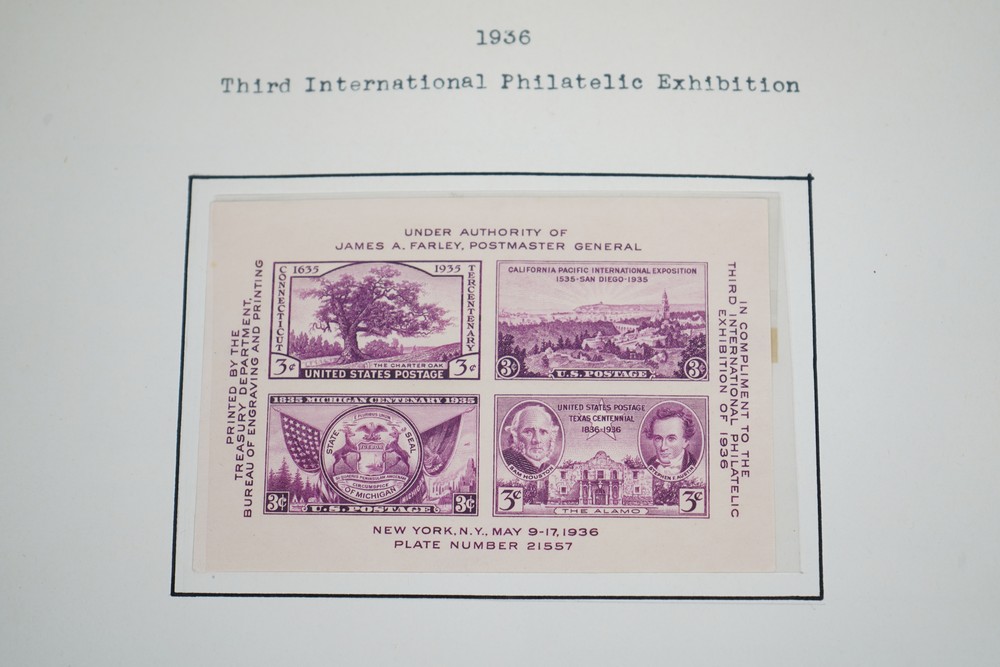 1936
Third International Philatelic Exhibition
UNDER AUTHORITY OF
JAMES A. FARLEY, POSTMASTER GENERAL
PRINTED BY THE
TREASURY DEPARTMENT,
BUREAU OF ENGRAVING AND PRINTING
1635 1935
CONNECTICUT
TERCENTENARY
THE CHARTER OAK
3¢ 3¢
UNITED STATES POSTAGE
CALIFORNIA PACIFIC INTERNATIONAL EXPOSITION
1535-SAN DIEGO-1935
3¢ U.S. POSTAGE 3¢
1835 MICHIGAN CENTENARY 1935
STATE SEAL
TUEBOR
CIRCUMSPICE
OF MICHIGAN
3¢ U.S. POSTAGE 3¢
UNITED STATES POSTAGE
TEXAS CENTENNIAL
1836-1936
SAM HOUSTON
STEPHEN F. AUSTIN
3¢ 3¢
THE ALAMO
IN COMPLIMENT TO THE
THIRD INTERNATIONAL PHILATELIC
EXHIBITION OF 1936
NEW YORK, N.Y., MAY 9-17, 1936
PLATE NUMBER 21557